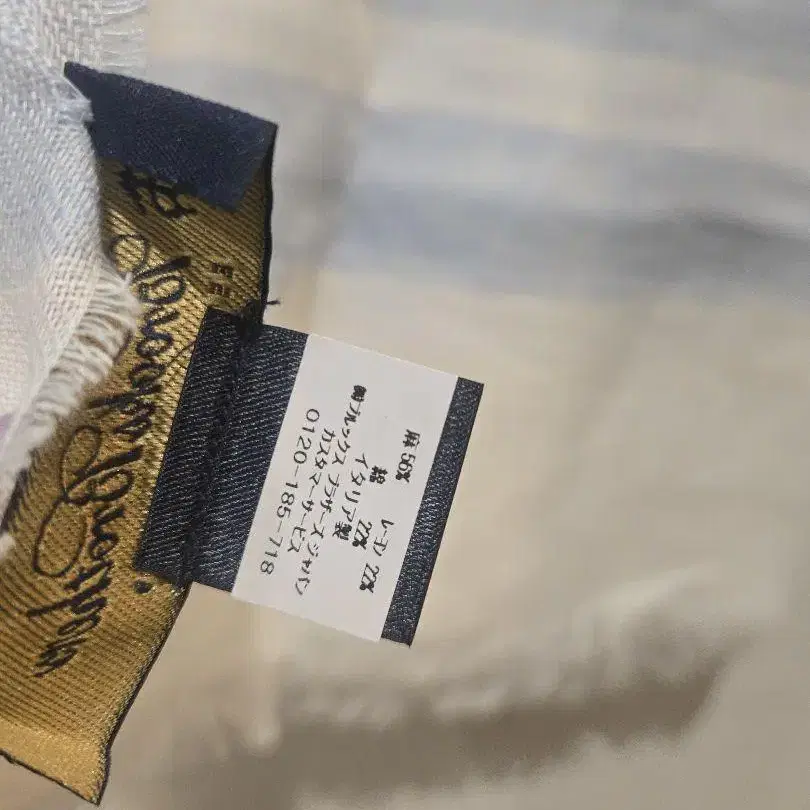 Brooks Brothers
麻 56% レーヨン 22%
綿 22%
イタリア製
㈱ブルックス ブラザーズ ジャパン
カスタマーサービス
0120-185-718